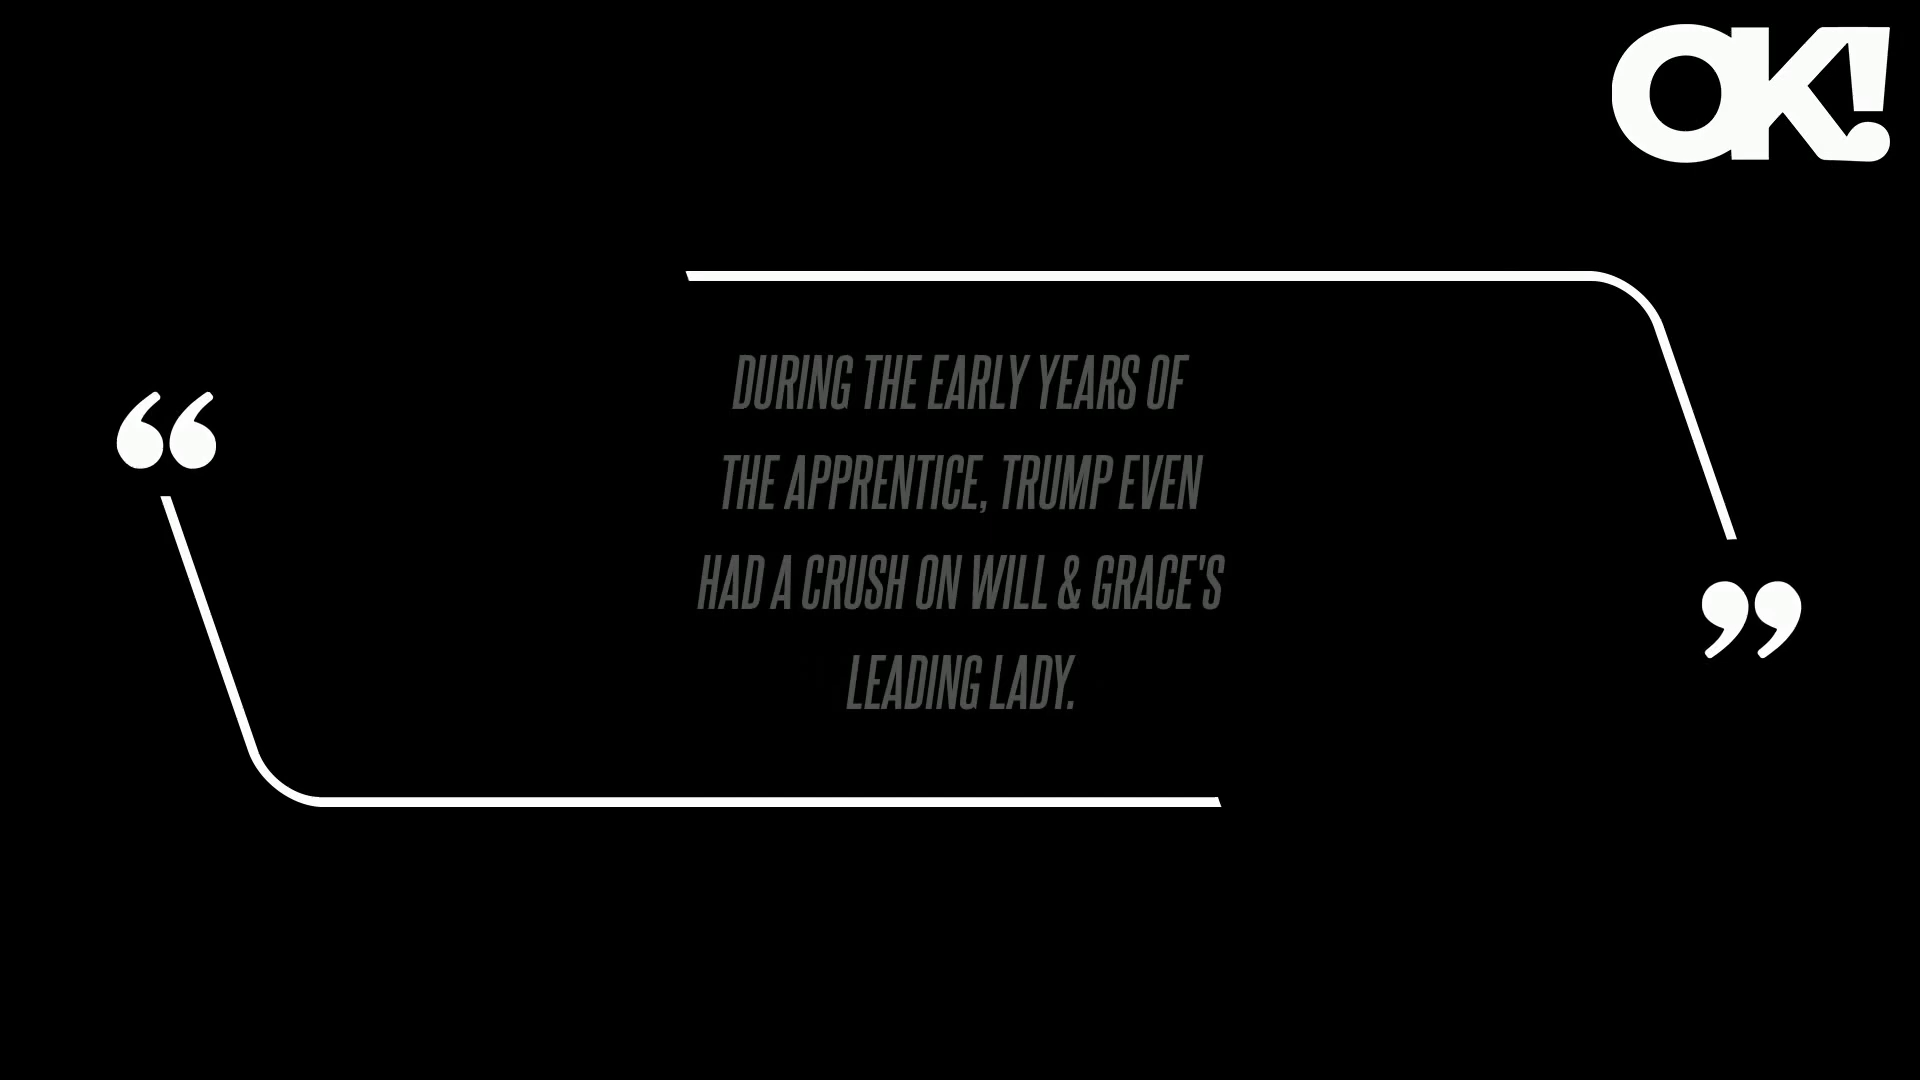 OK!
DURING THE EARLY YEARS OF
THE APPRENTICE, TRUMP EVEN
HAD A CRUSH ON WILL & GRACE'S
LEADING LADY.